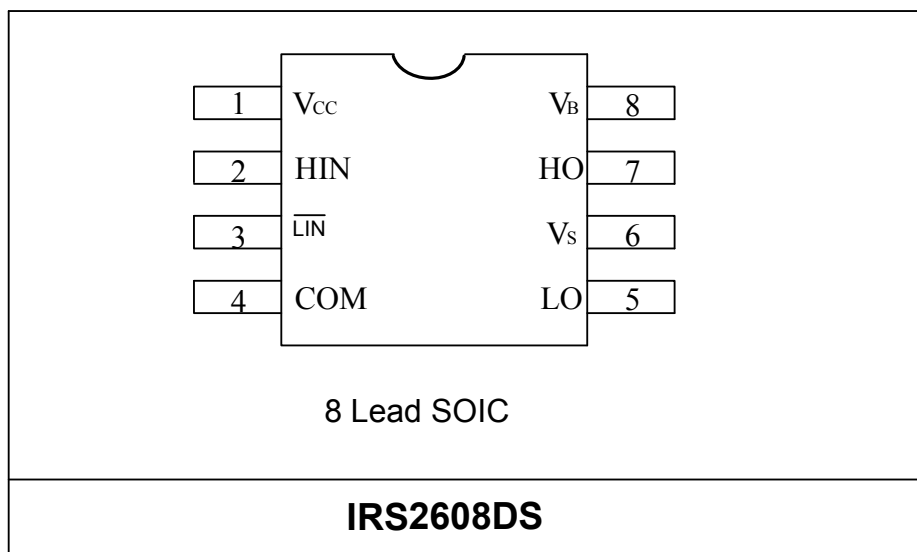 1 VCC VB 8
2 HIN HO 7
3 L̅I̅N̅ VS 6
4 COM LO 5
8 Lead SOIC
IRS2608DS